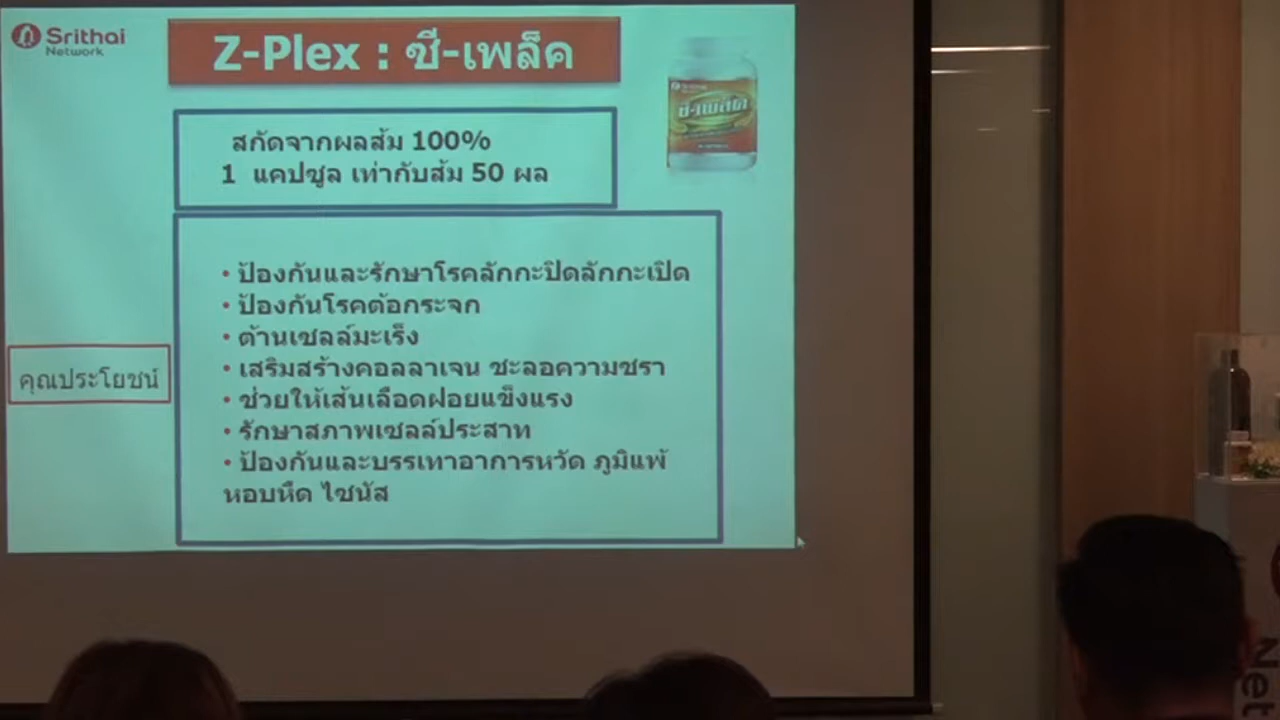 Srithai
Network
Z-Plex : ซี-เพล็ค
ซี-เพล็ค
สกัดจากผลส้ม 100%
1 แคปซูล เท่ากับส้ม 50 ผล
คุณประโยชน์
• ป้องกันและรักษาโรคลักกะปิดลักกะเปิด
• ป้องกันโรคต้อกระจก
• ต้านเซลล์มะเร็ง
• เสริมสร้างคอลลาเจน ชะลอความชรา
• ช่วยให้เส้นเลือดฝอยแข็งแรง
• รักษาสภาพเซลล์ประสาท
• ป้องกันและบรรเทาอาการหวัด ภูมิแพ้
หอบหืด ไซนัส
Net